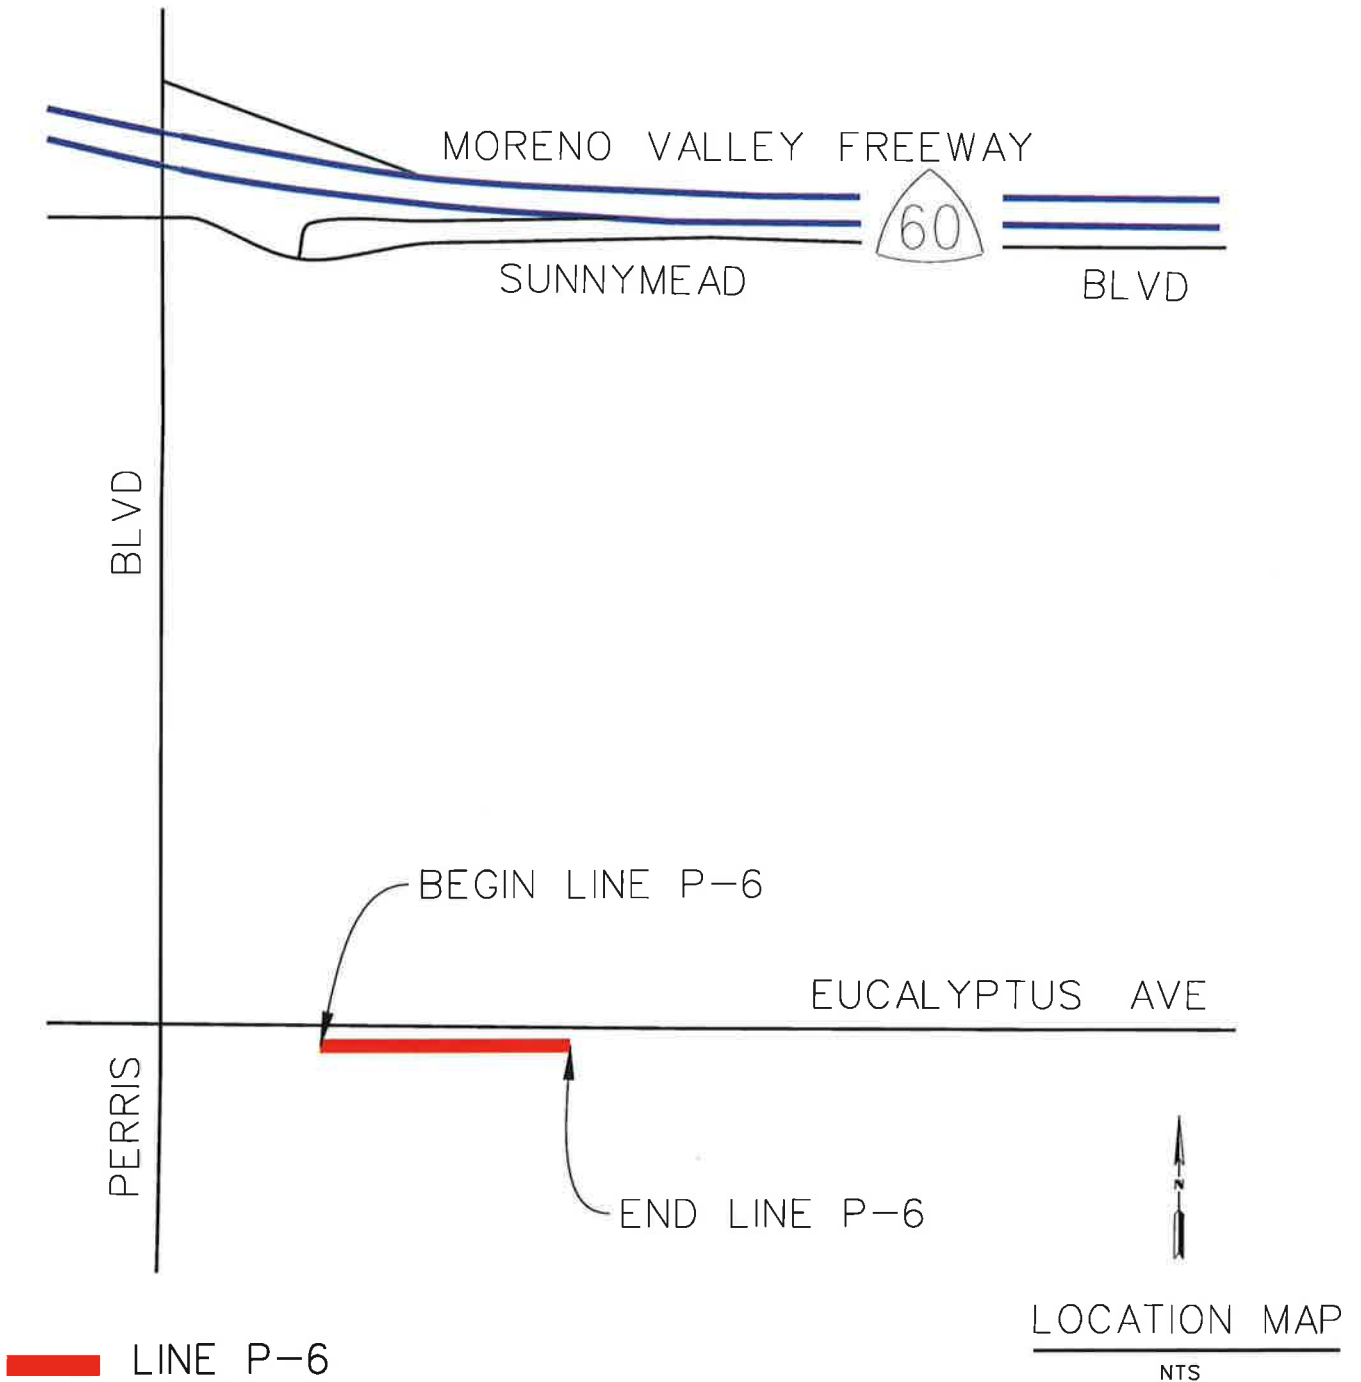 MORENO VALLEY FREEWAY
60
SUNNYMEAD BLVD
PERRIS BLVD
BEGIN LINE P-6
EUCALYPTUS AVE
END LINE P-6
N
LOCATION MAP
NTS
LINE P-6